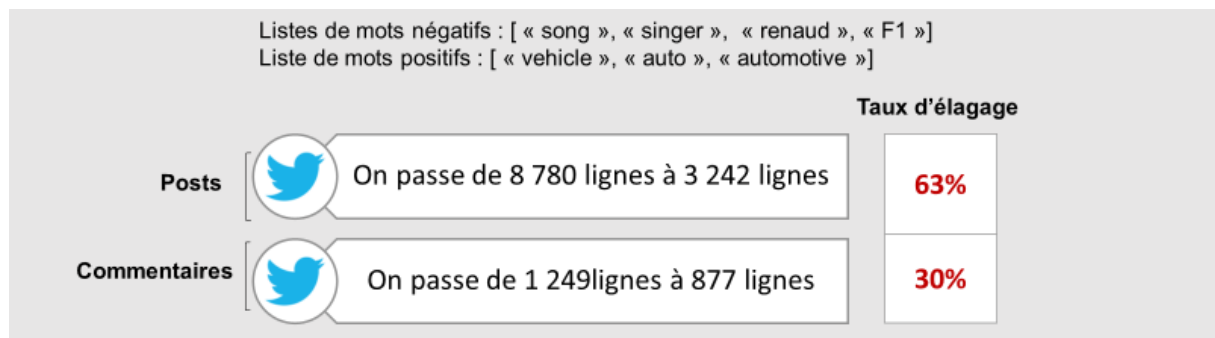 Listes de mots négatifs : [ « song », « singer », « renaud », « F1 »]
Liste de mots positifs : [ « vehicle », « auto », « automotive »]
Taux d'élagage
Posts
On passe de 8 780 lignes à 3 242 lignes
63%
Commentaires
On passe de 1 249lignes à 877 lignes
30%